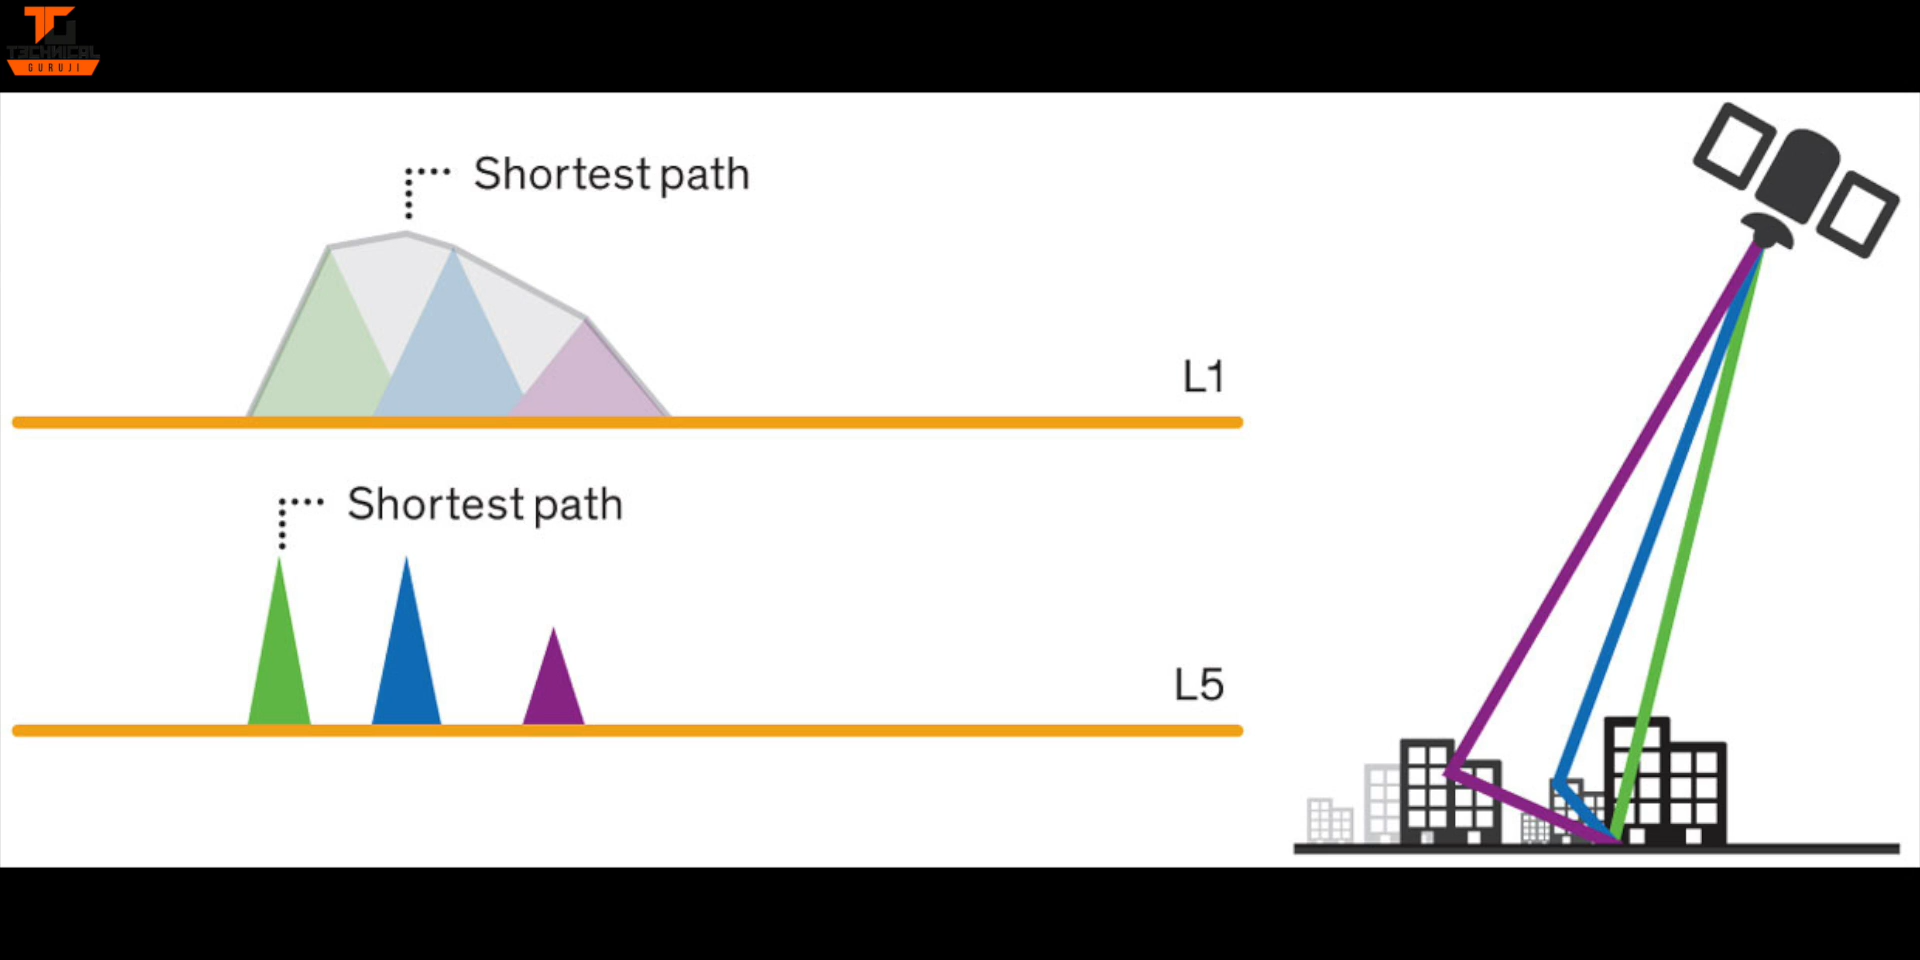 TECHNICAL
GURUJI
Shortest path
L1
Shortest path
L5